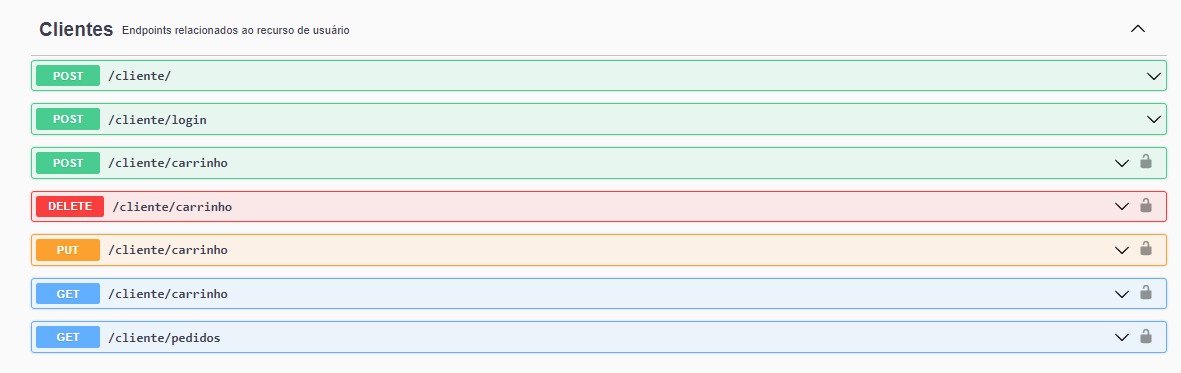 Clientes Endpoints relacionados ao recurso de usuário
POST /cliente/
POST /cliente/login
POST /cliente/carrinho
DELETE /cliente/carrinho
PUT /cliente/carrinho
GET /cliente/carrinho
GET /cliente/pedidos